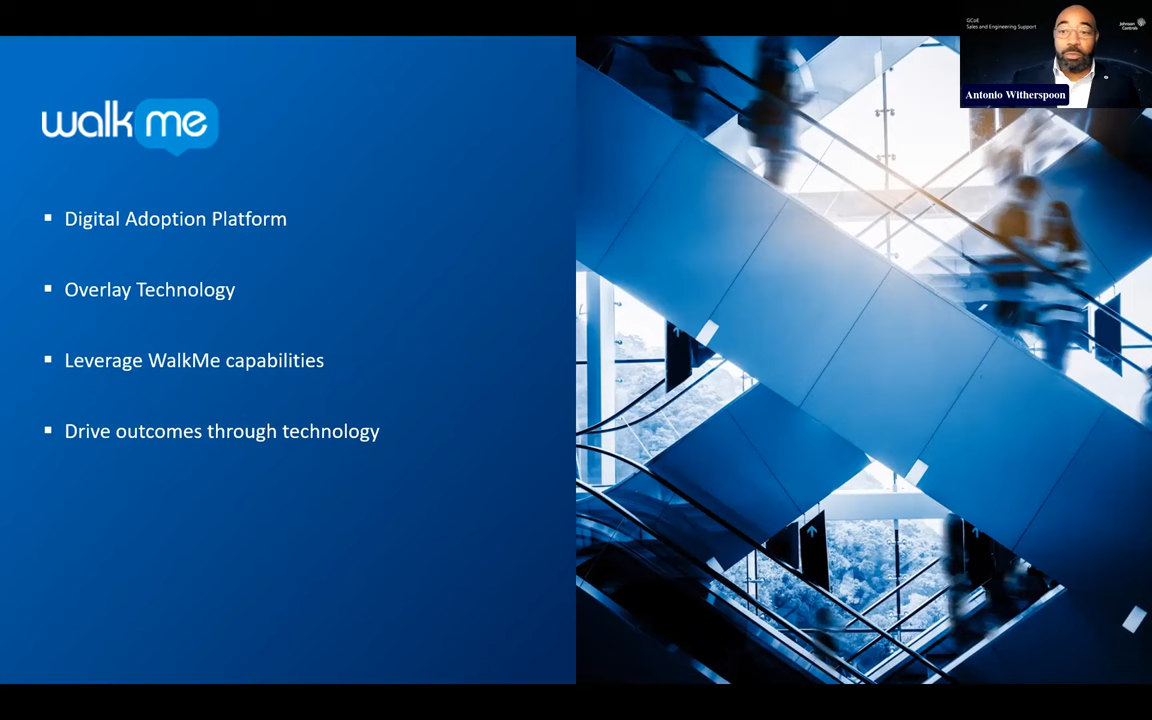 GCoE
Sales and Engineering Support
Johnson
Controls
Antonio Witherspoon
walk me
▪ Digital Adoption Platform
▪ Overlay Technology
▪ Leverage WalkMe capabilities
▪ Drive outcomes through technology